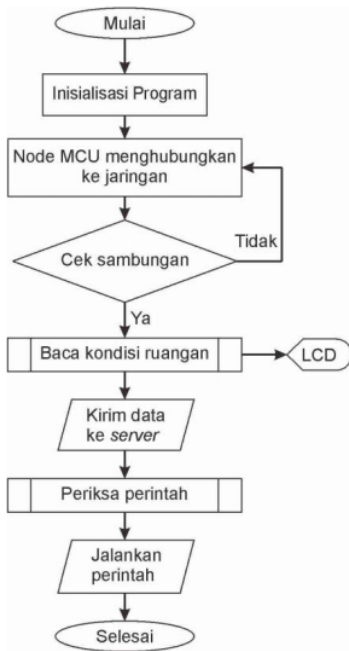 Mulai
Inisialisasi Program
Node MCU menghubungkan
ke jaringan
Tidak
Cek sambungan
Ya
Baca kondisi ruangan
LCD
Kirim data
ke server
Periksa perintah
Jalankan
perintah
Selesai